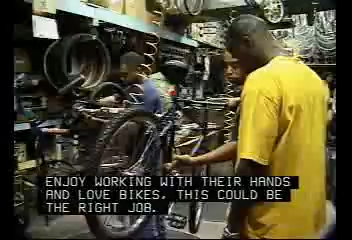 ENJOY WORKING WITH THEIR HANDS
AND LOVE BIKES, THIS COULD BE
THE RIGHT JOB.